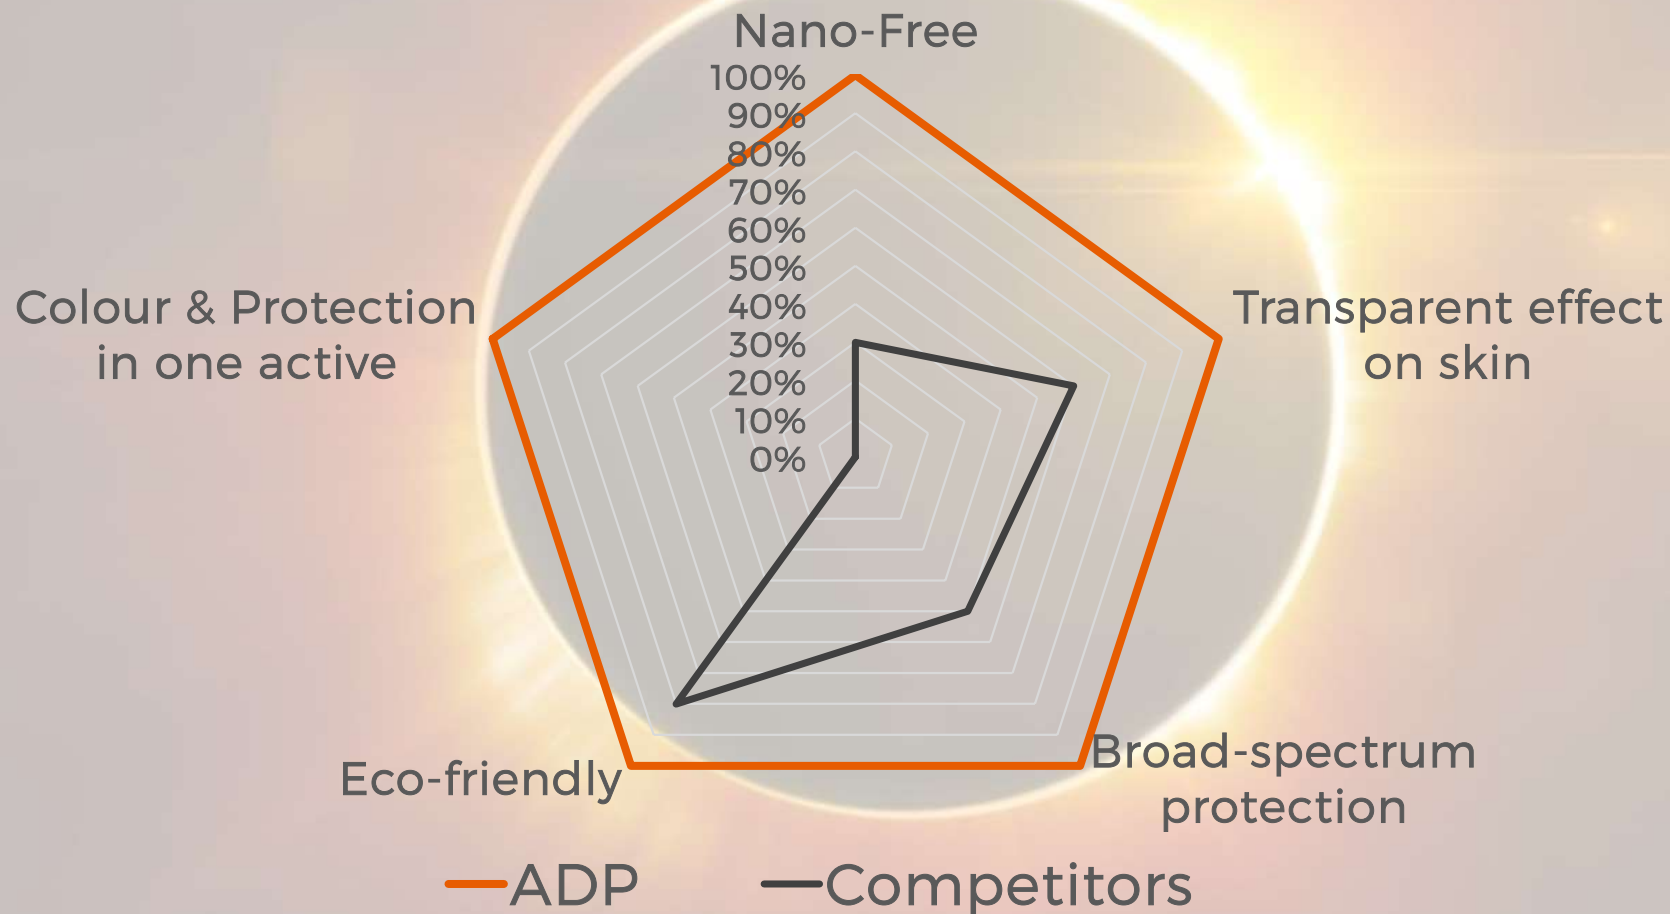 Nano-Free
100%
90%
80%
70%
60%
50%
40%
30%
20%
10%
0%
Colour & Protection
in one active
Transparent effect
on skin
Eco-friendly
Broad-spectrum
protection
ADP
Competitors